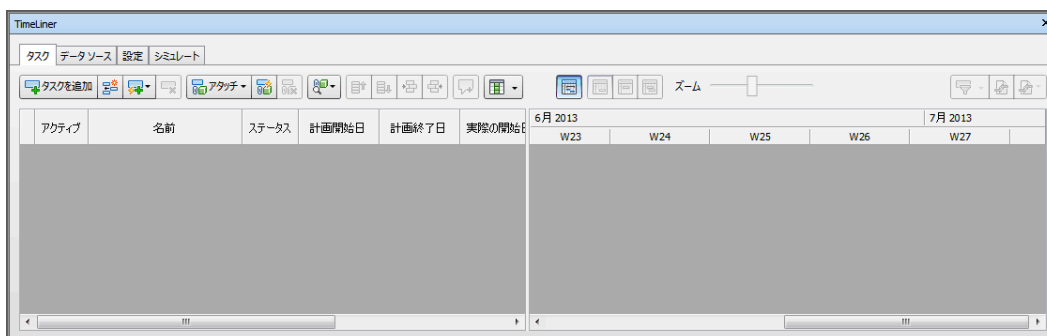 TimeLiner
タスク データ ソース 設定 シミュレート
タスクを追加 アタッチ ズーム
アクティブ 名前 ステータス 計画開始日 計画終了日 実際の開始日
6月 2013 7月 2013
W23 W24 W25 W26 W27